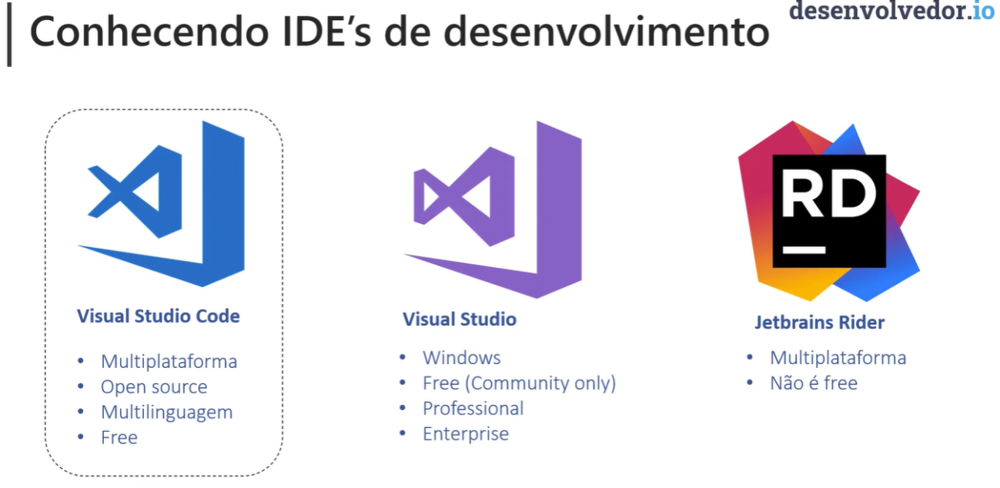 desenvolvedor.io
Conhecendo IDE's de desenvolvimento
Visual Studio Code
• Multiplataforma
• Open source
• Multilinguagem
• Free
Visual Studio
• Windows
• Free (Community only)
• Professional
• Enterprise
RD
Jetbrains Rider
• Multiplataforma
• Não é free